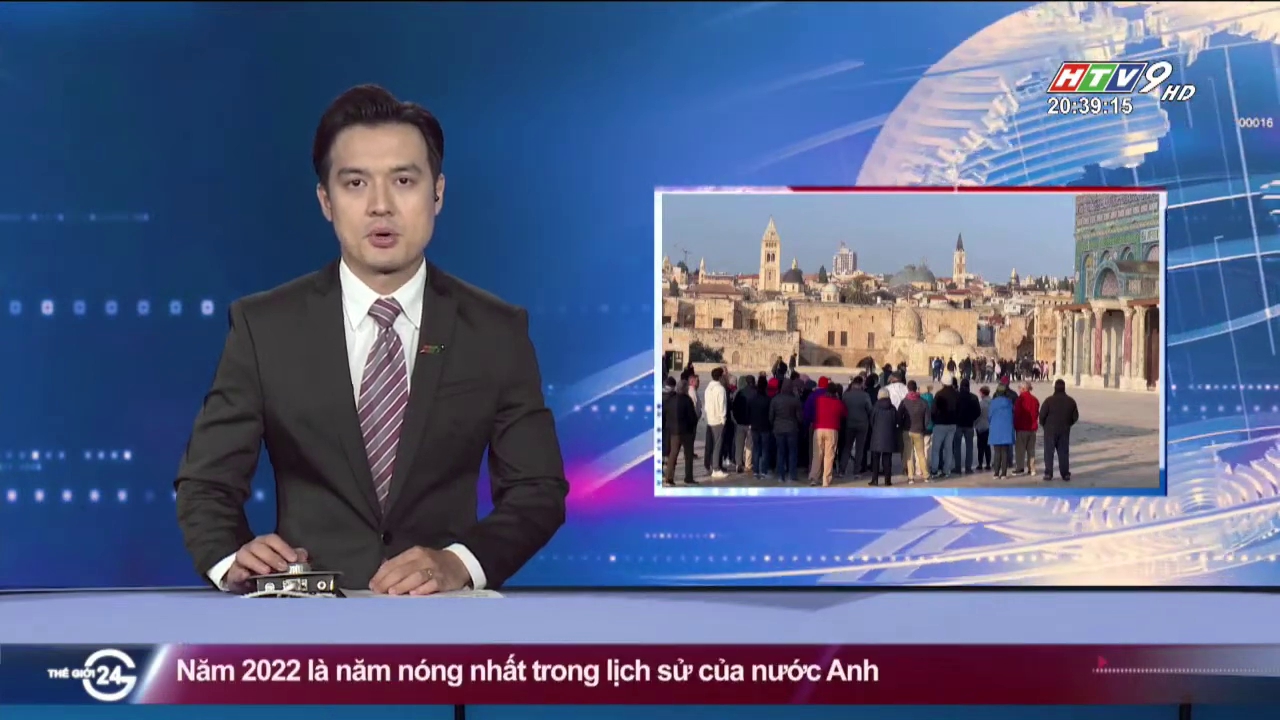 HTV9 HD
20:39:15
00016
THẾ GIỚI 24G
Năm 2022 là năm nóng nhất trong lịch sử của nước Anh